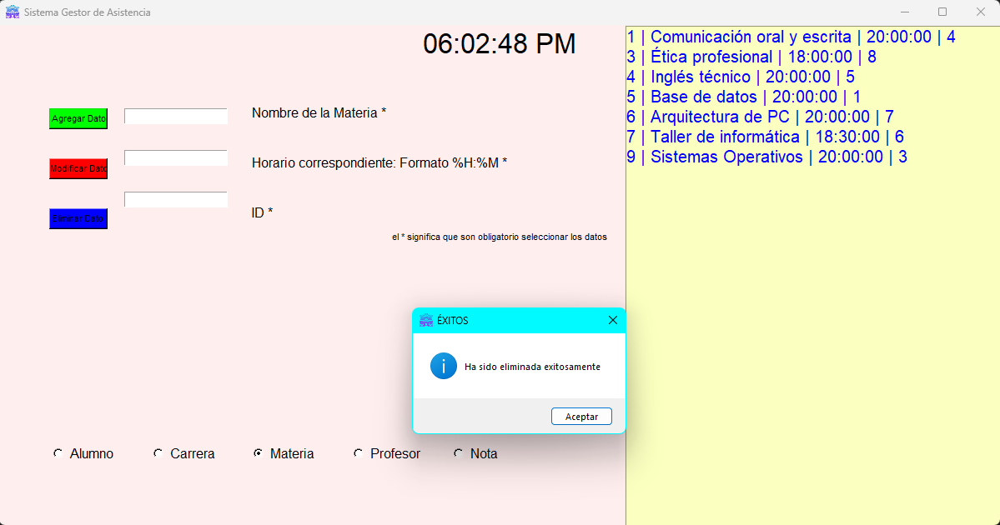 Sistema Gestor de Asistencia
06:02:48 PM
Agregar Dato
Nombre de la Materia *
Modificar Dato
Horario correspondiente: Formato %H:%M *
Eliminar Dato
ID *
el * significa que son obligatorio seleccionar los datos
1 | Comunicación oral y escrita | 20:00:00 | 4
3 | Ética profesional | 18:00:00 | 8
4 | Inglés técnico | 20:00:00 | 5
5 | Base de datos | 20:00:00 | 1
6 | Arquitectura de PC | 20:00:00 | 7
7 | Taller de informática | 18:30:00 | 6
9 | Sistemas Operativos | 20:00:00 | 3
ÉXITOS
Ha sido eliminada exitosamente
Aceptar
Alumno Carrera Materia Profesor Nota